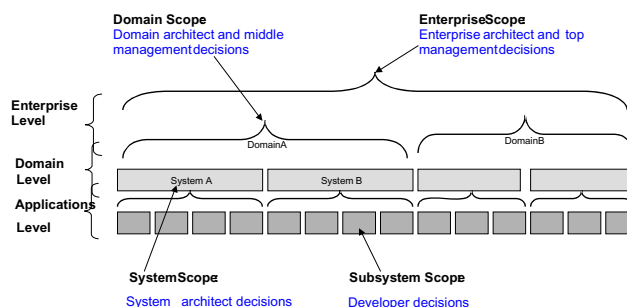 Domain Scope:
Domain architect and middle
management decisions
EnterpriseScope:
Enterprise architect and top
management decisions
Enterprise
Level
DomainA
DomainB
Domain
Level
System A
System B
Applications
Level
SystemScope:
System architect decisions
Subsystem Scope:
Developer decisions